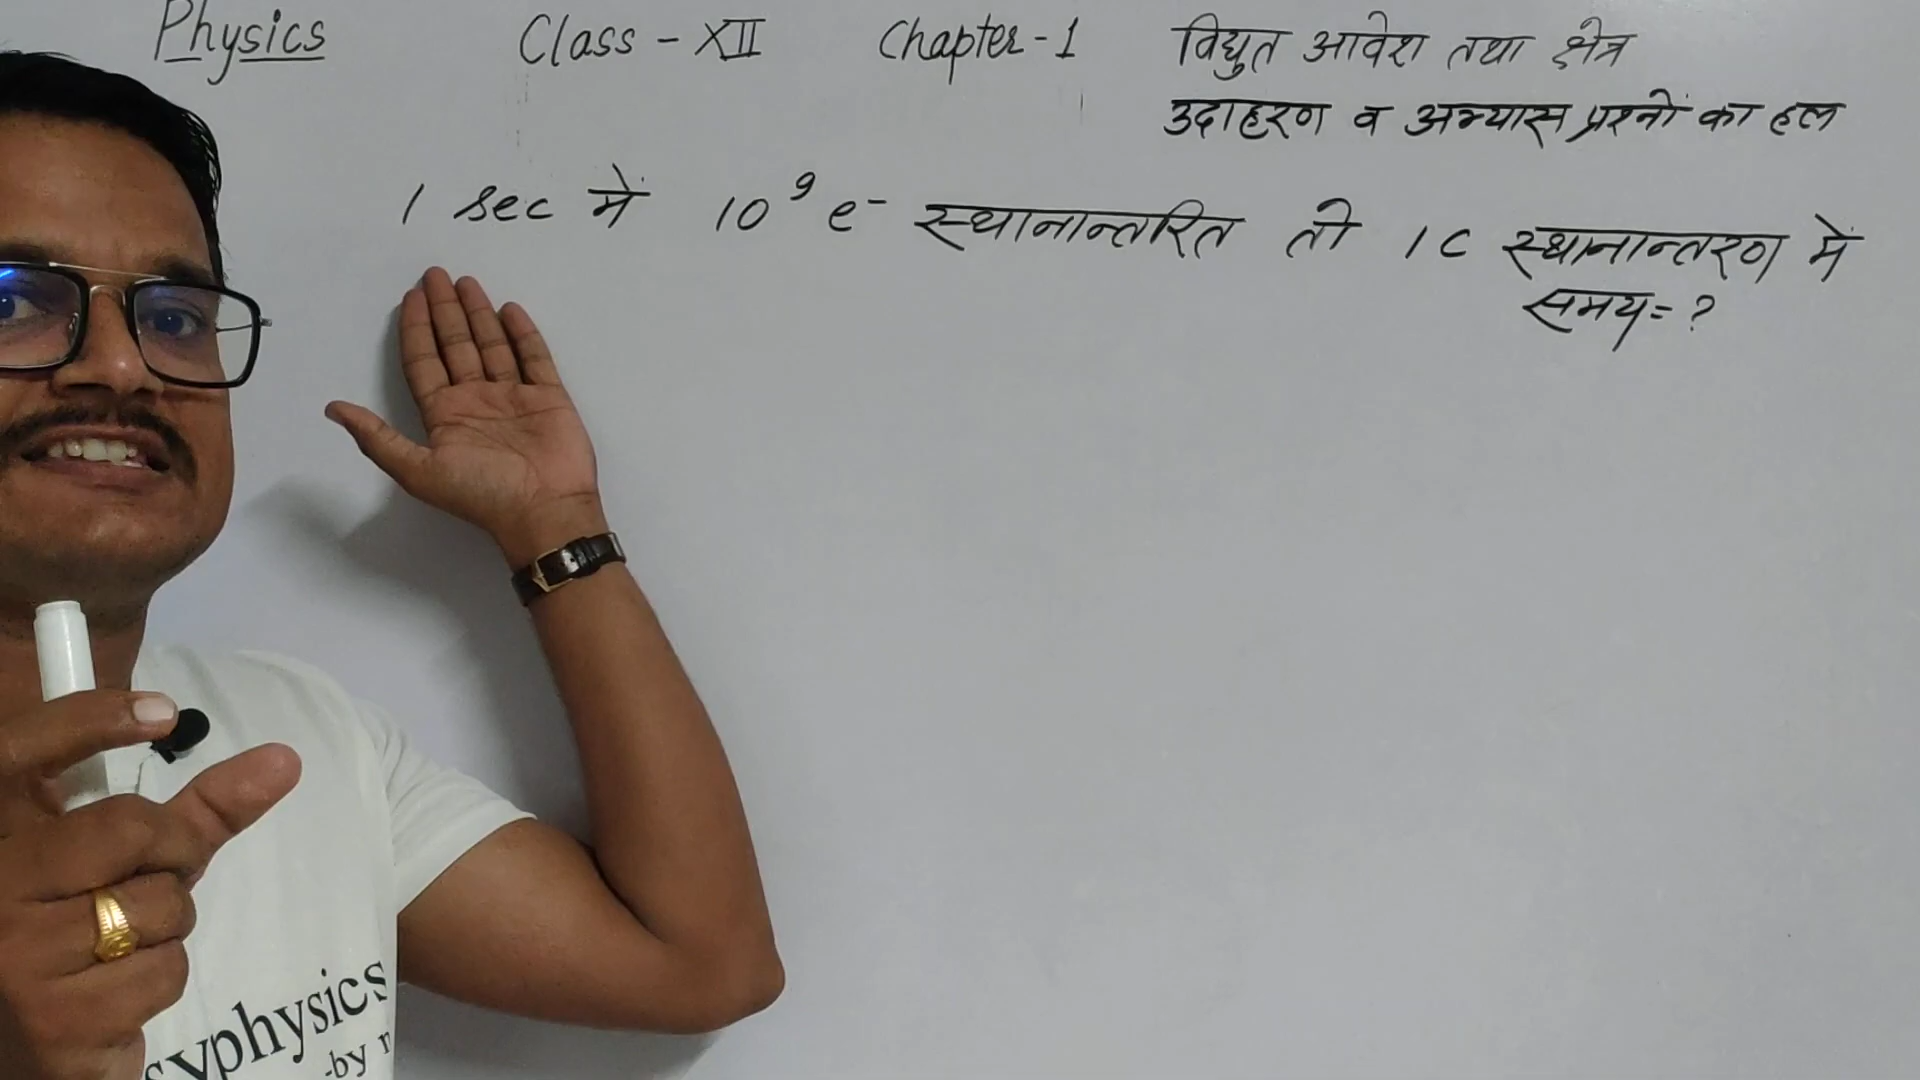 Physics Class - XII Chapter - 1 विद्युत आवेश तथा क्षेत्र
उदाहरण व अभ्यास प्रश्नों का हल
1 sec में 10⁹ e⁻ स्थानान्तरित तो 1C स्थानान्तरण में
समय = ?
syphysics
-by n